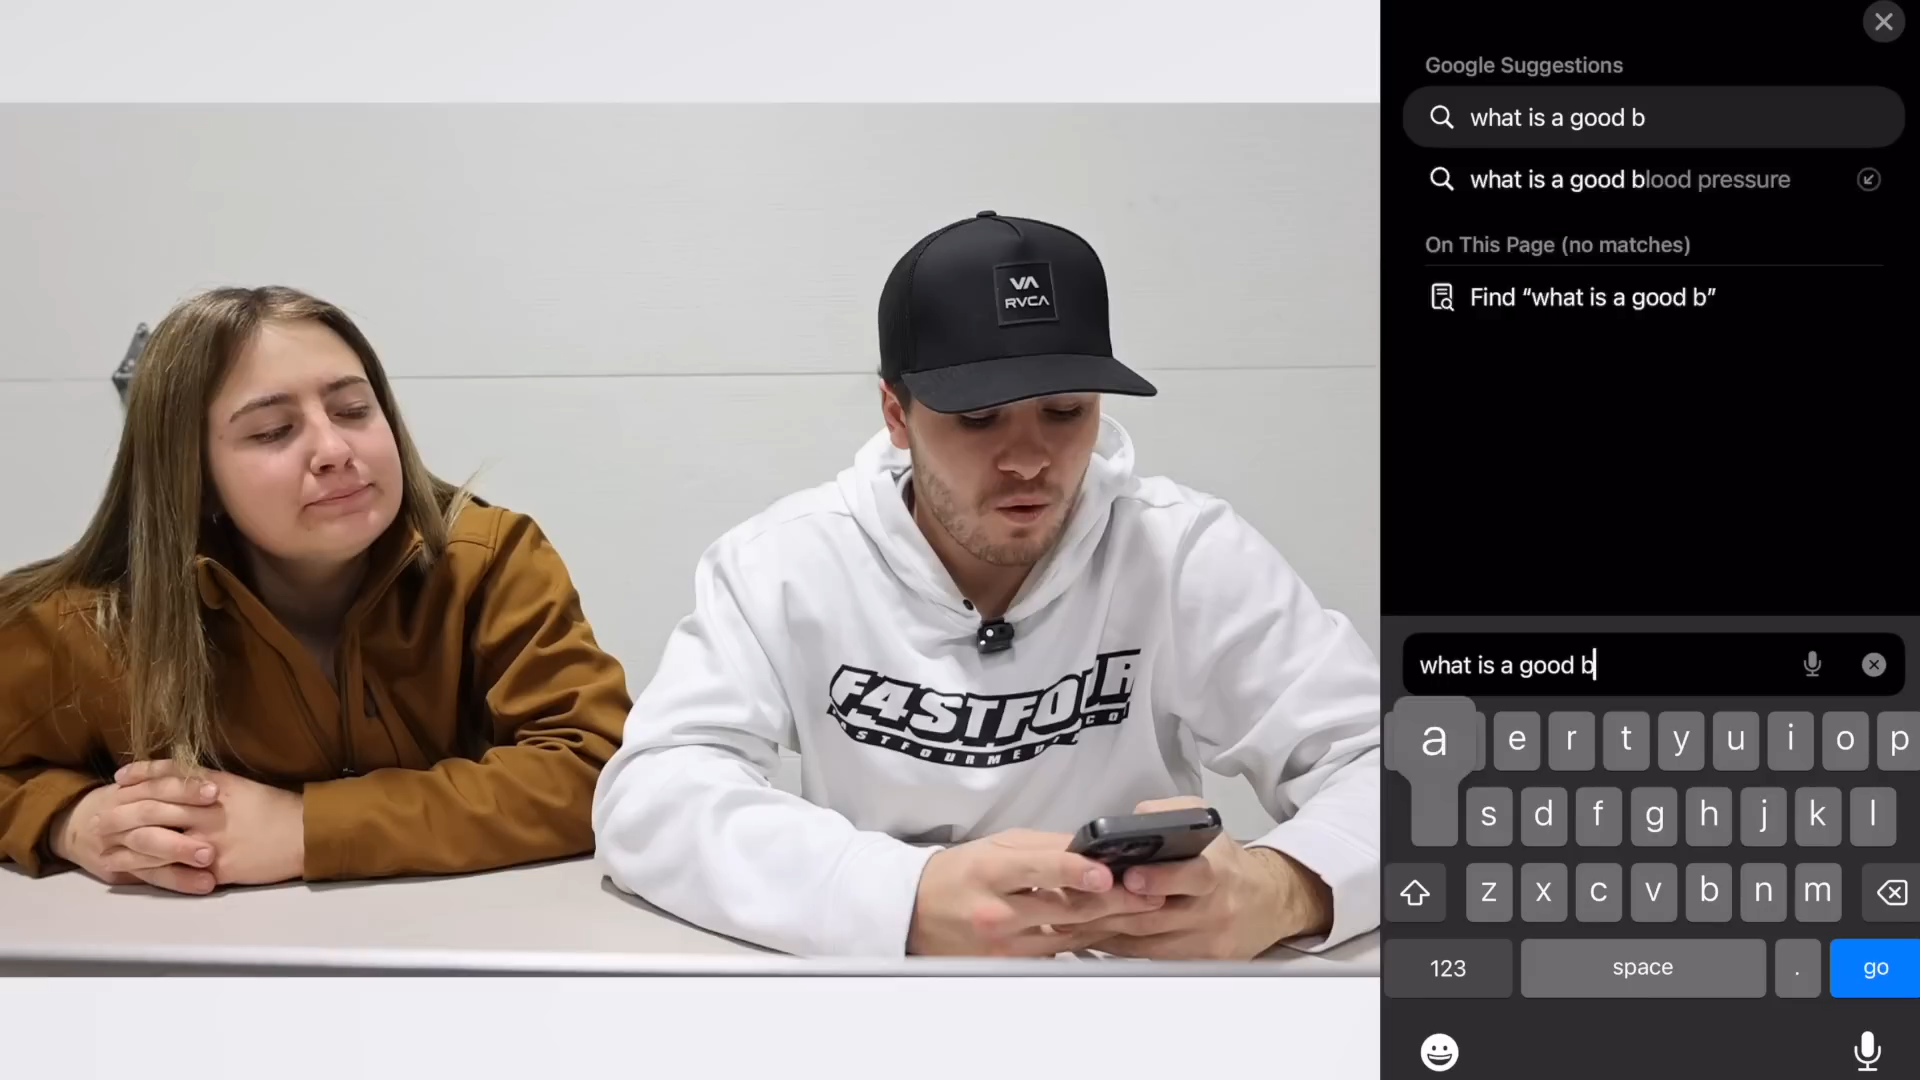 VA
RVCA
F4STFOUR
Google Suggestions
what is a good b
what is a good blood pressure
On This Page (no matches)
Find “what is a good b”
what is a good b
a e r t y u i o p
s d f g h j k l
z x c v b n m
123 space . go